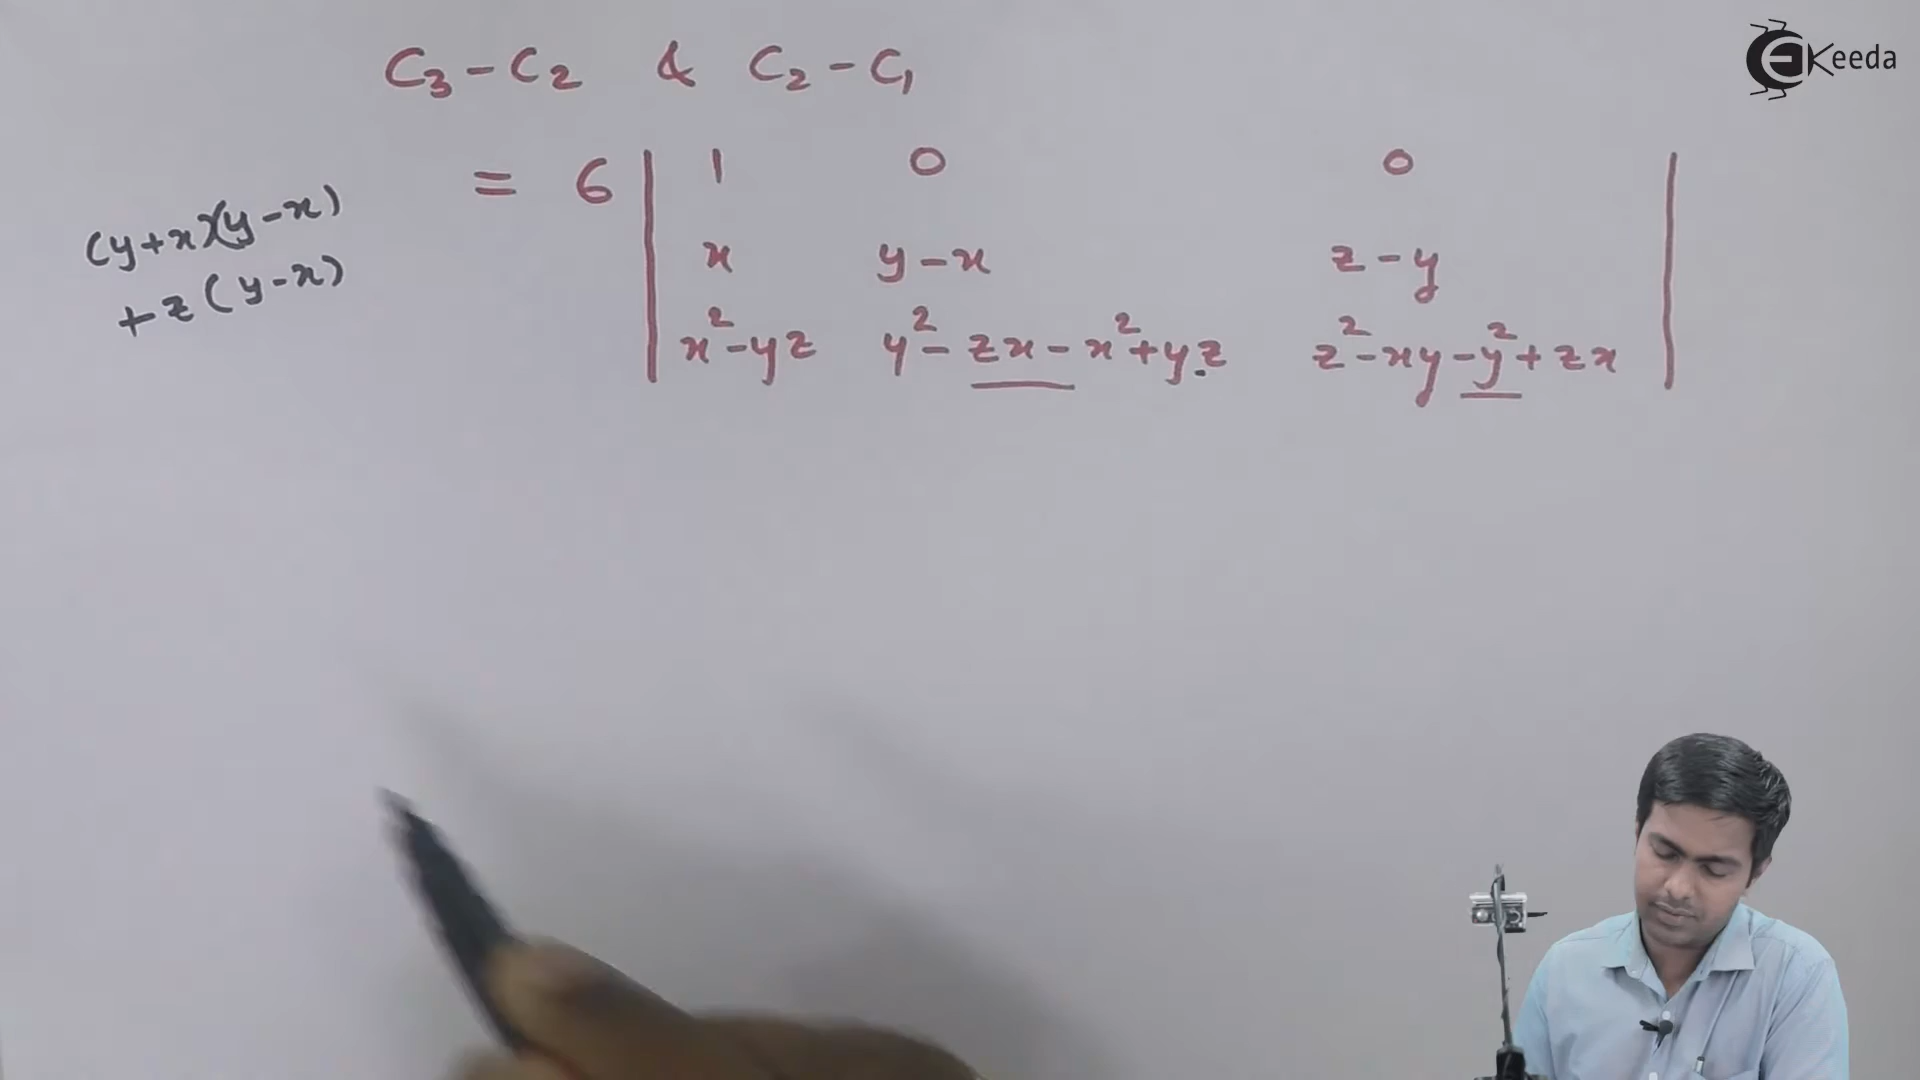 C₃ - C₂ & C₂ - C₁
Keeda
= 6 | 1 0 0 |
(y+x)(y-x)
| x y-x z-y |
+z(y-x)
| x²-yz y²-zx-x²+yz z²-xy-y²+zx |